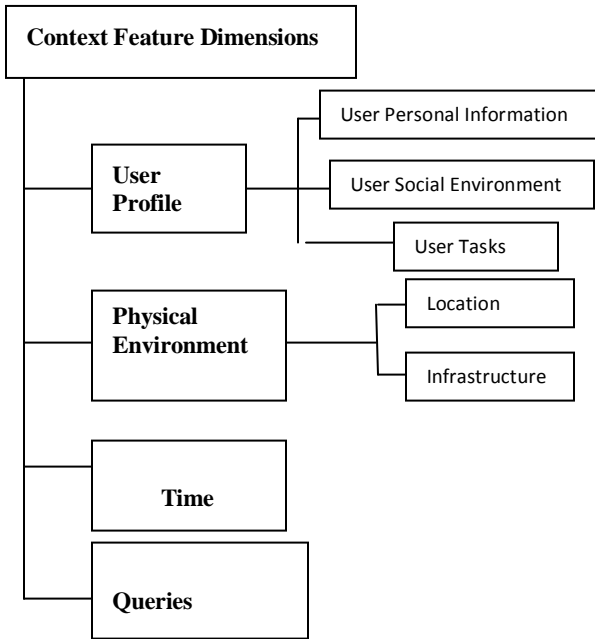 Context Feature Dimensions
User Personal Information
User
Profile
User Social Environment
User Tasks
Physical
Environment
Location
Infrastructure
Time
Queries